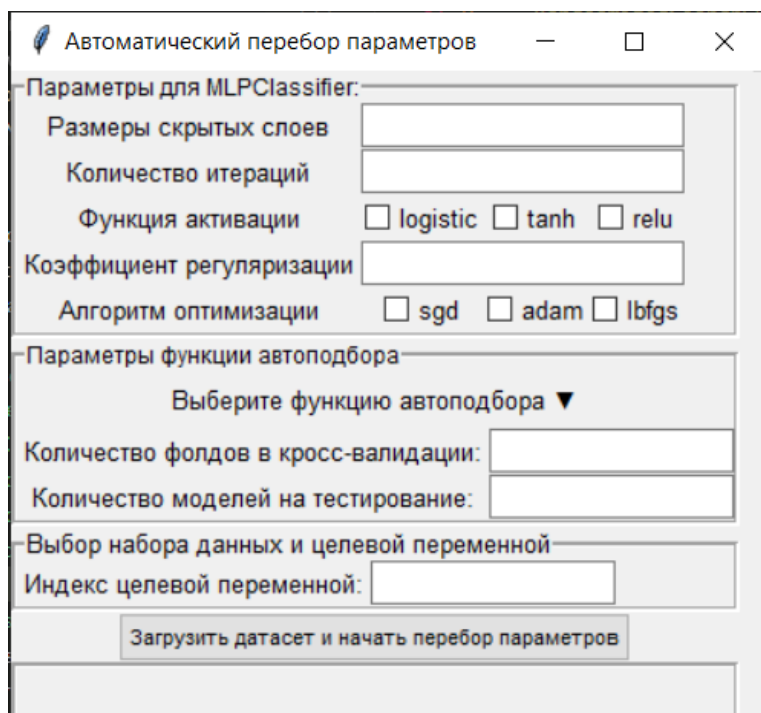 Автоматический перебор параметров
Параметры для MLPClassifier:
Размеры скрытых слоев
Количество итераций
Функция активации logistic tanh relu
Коэффициент регуляризации
Алгоритм оптимизации sgd adam lbfgs
Параметры функции автоподбора
Выберите функцию автоподбора ▼
Количество фолдов в кросс-валидации:
Количество моделей на тестирование:
Выбор набора данных и целевой переменной
Индекс целевой переменной:
Загрузить датасет и начать перебор параметров